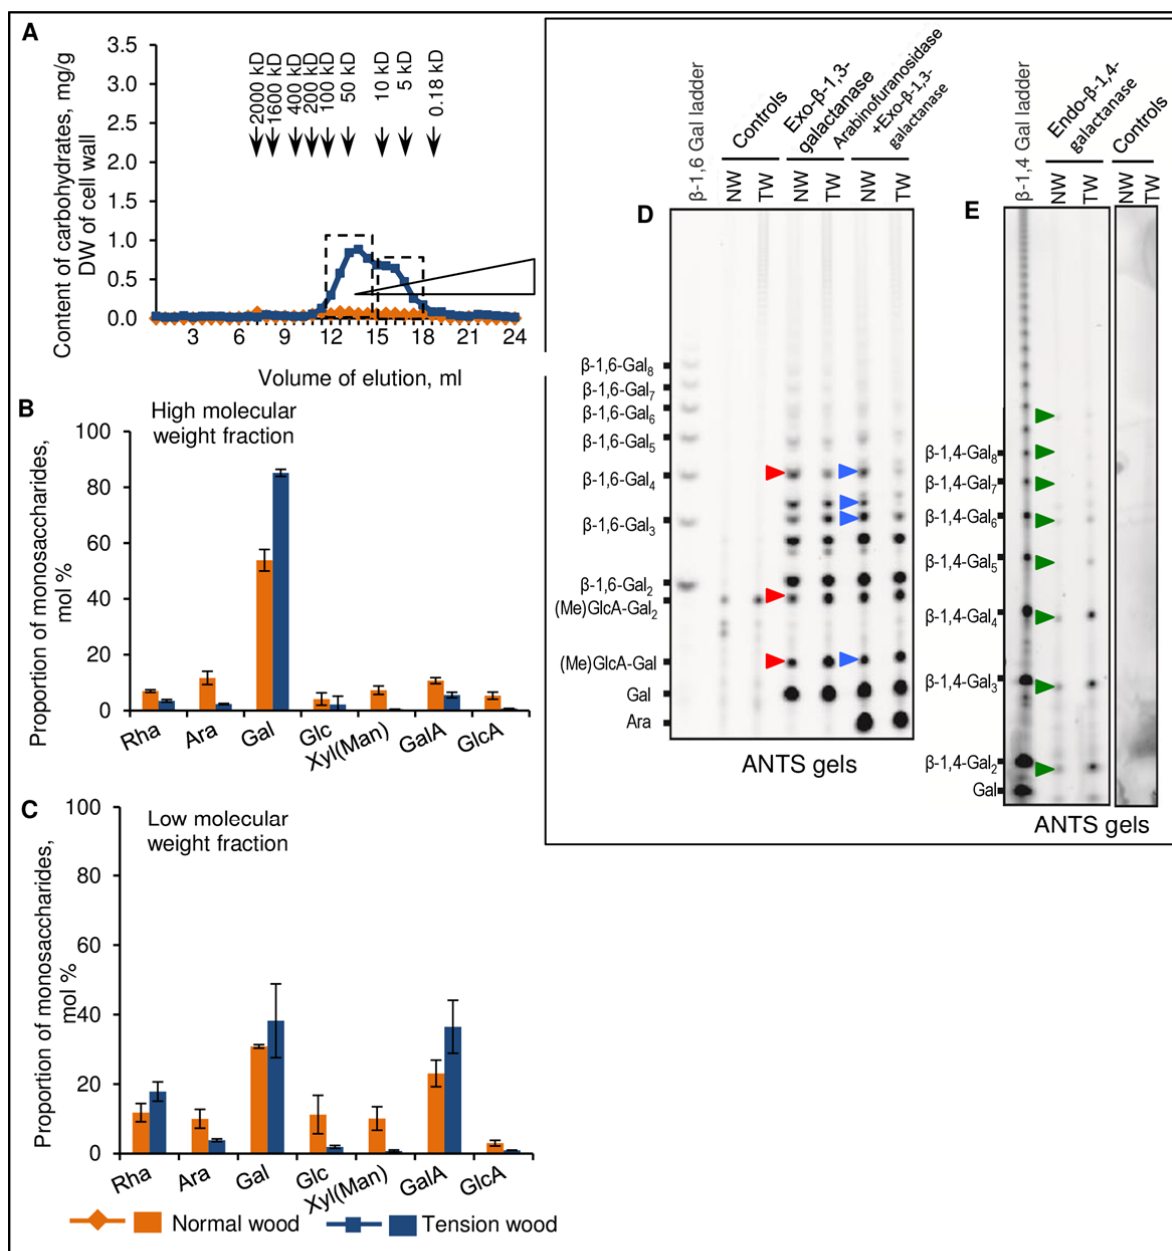 A
Content of carbohydrates, mg/g
DW of cell wall
3.5
3.0
2.5
2.0
1.5
1.0
0.5
0.0
2000 kD
1600 kD
400 kD
200 kD
100 kD
50 kD
10 kD
5 kD
0.18 kD
3 6 9 12 15 18 21 24
Volume of elution, ml
B
High molecular
weight fraction
Proportion of monosaccharides,
mol %
100
80
60
40
20
0
Rha Ara Gal Glc Xyl(Man) GalA GlcA
C
Low molecular
weight fraction
Proportion of monosaccharides,
mol %
100
80
60
40
20
0
Rha Ara Gal Glc Xyl(Man) GalA GlcA
Normal wood Tension wood
D
β-1,6 Gal ladder
Controls
Exo-β-1,3-
galactanase
Arabinofuranosidase
+Exo-β-1,3-
galactanase
NW TW NW TW NW TW
β-1,6-Gal₈
β-1,6-Gal₇
β-1,6-Gal₆
β-1,6-Gal₅
β-1,6-Gal₄
β-1,6-Gal₃
β-1,6-Gal₂
(Me)GlcA-Gal₂
(Me)GlcA-Gal
Gal
Ara
ANTS gels
E
β-1,4 Gal ladder
Endo-β-1,4-
galactanase
Controls
NW TW NW TW
β-1,4-Gal₈
β-1,4-Gal₇
β-1,4-Gal₆
β-1,4-Gal₅
β-1,4-Gal₄
β-1,4-Gal₃
β-1,4-Gal₂
Gal
ANTS gels